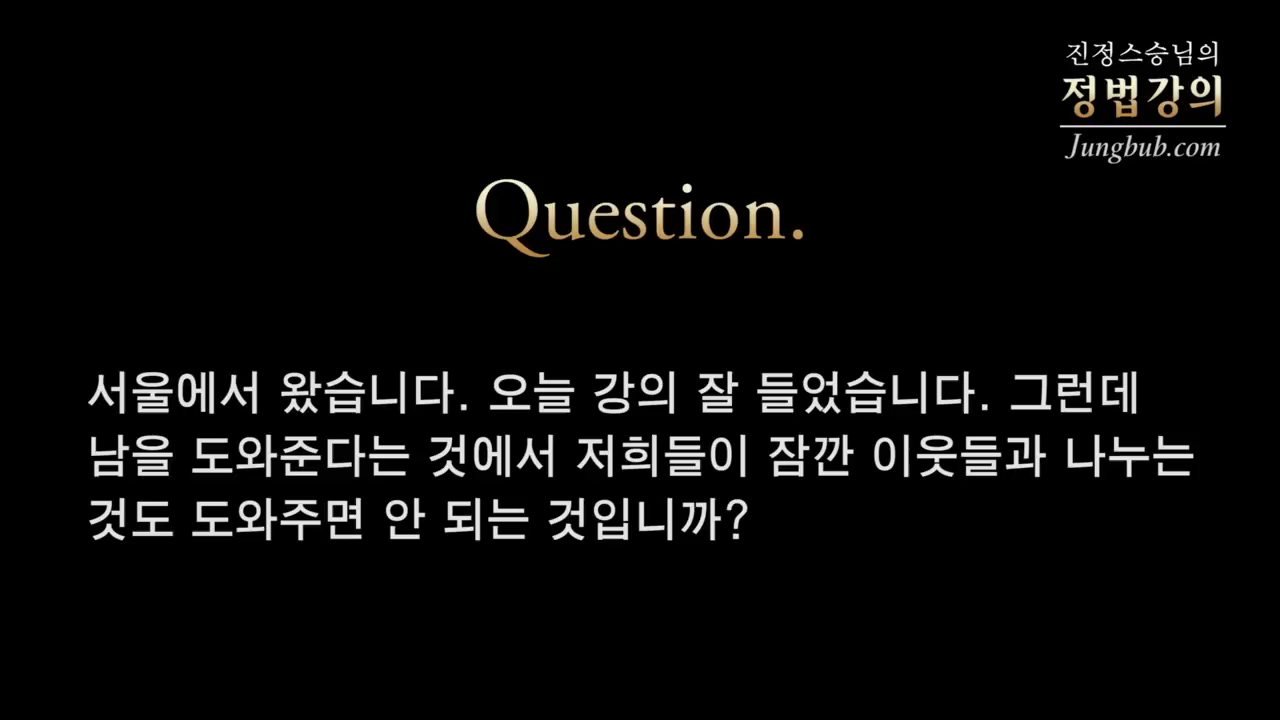 진정스승님의
정법강의
Jungbub.com
Question.
서울에서 왔습니다. 오늘 강의 잘 들었습니다. 그런데
남을 도와준다는 것에서 저희들이 잠깐 이웃들과 나누는
것도 도와주면 안 되는 것입니까?